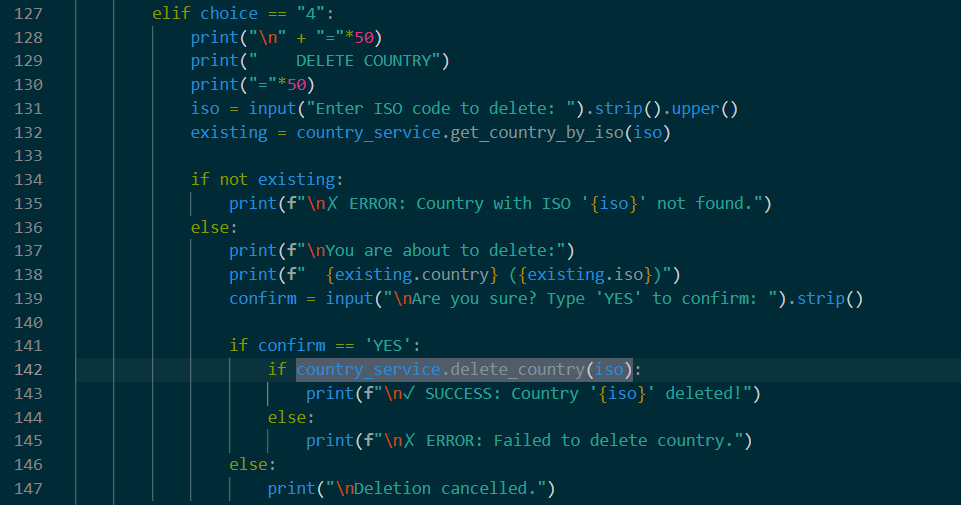 127 elif choice == "4":
128 print("\n" + "="*50)
129 print("    DELETE COUNTRY")
130 print("="*50)
131 iso = input("Enter ISO code to delete: ").strip().upper()
132 existing = country_service.get_country_by_iso(iso)
133
134 if not existing:
135 print(f"\n✗ ERROR: Country with ISO '{iso}' not found.")
136 else:
137 print(f"\nYou are about to delete:")
138 print(f"  {existing.country} ({existing.iso})")
139 confirm = input("\nAre you sure? Type 'YES' to confirm: ").strip()
140
141 if confirm == 'YES':
142 if country_service.delete_country(iso):
143 print(f"\n✓ SUCCESS: Country '{iso}' deleted!")
144 else:
145 print(f"\n✗ ERROR: Failed to delete country.")
146 else:
147 print("\nDeletion cancelled.")